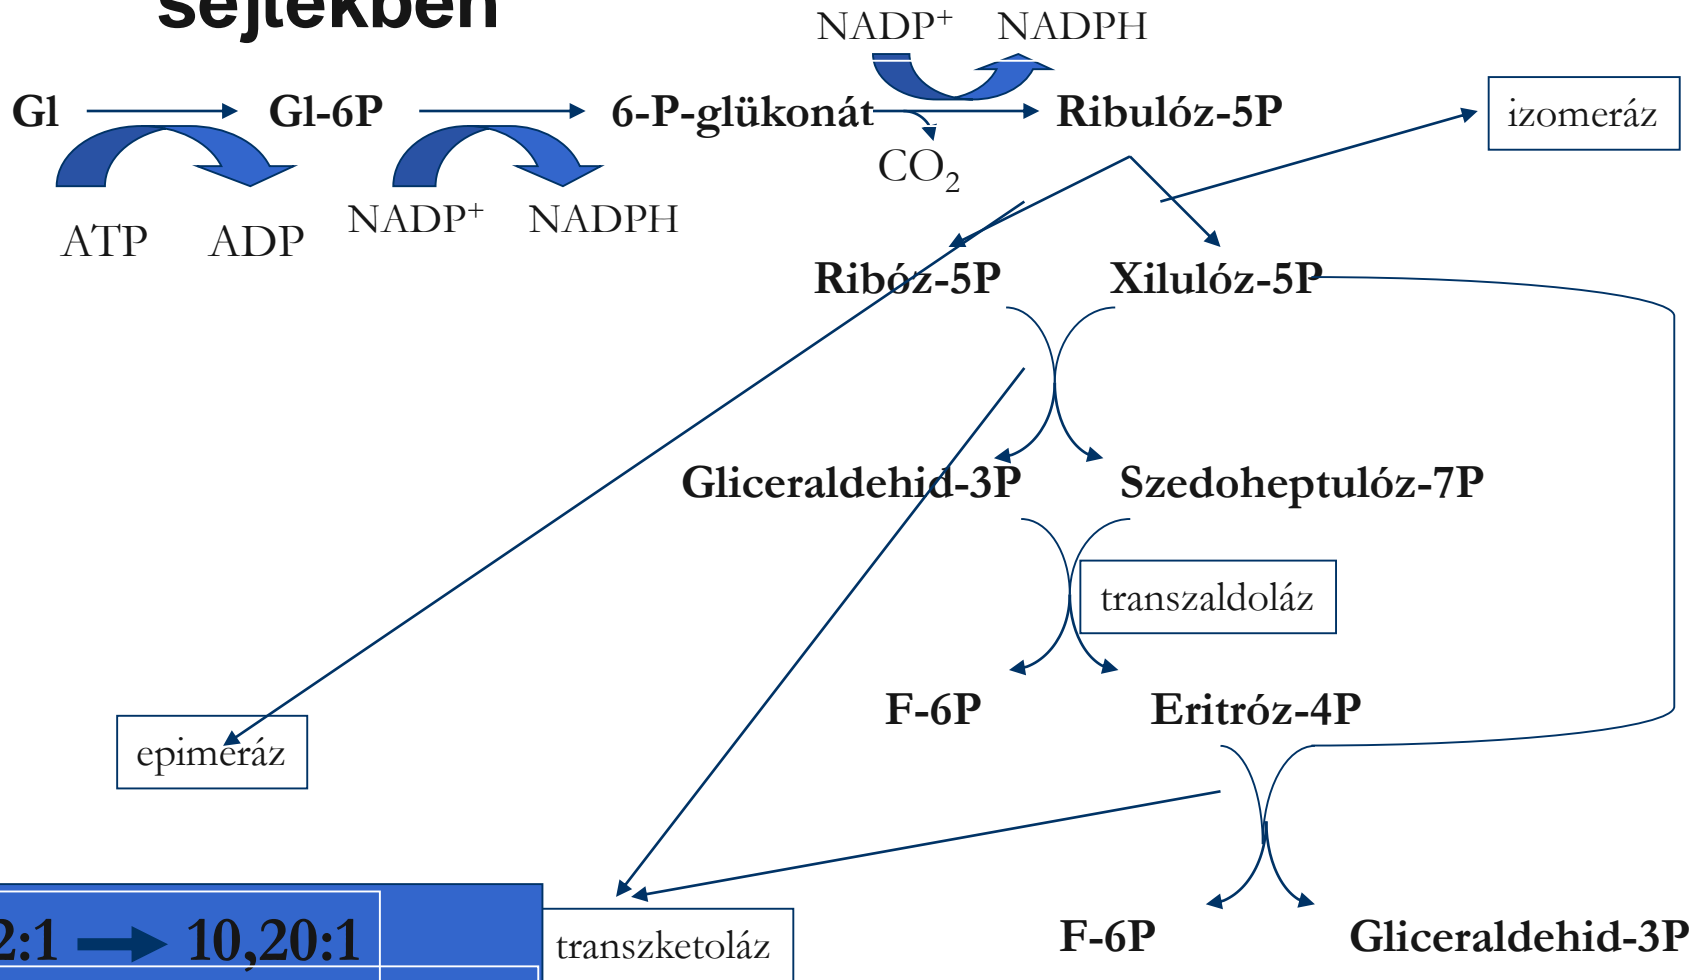 sejtekben
NADP⁺ NADPH
Gl Gl-6P 6-P-glükonát Ribulóz-5P izomeráz
CO₂
NADP⁺ NADPH
ATP ADP
Ribóz-5P Xilulóz-5P
Gliceraldehid-3P Szedoheptulóz-7P
transzaldoláz
F-6P Eritróz-4P
epimeráz
2:1 10,20:1
transzketoláz
F-6P Gliceraldehid-3P